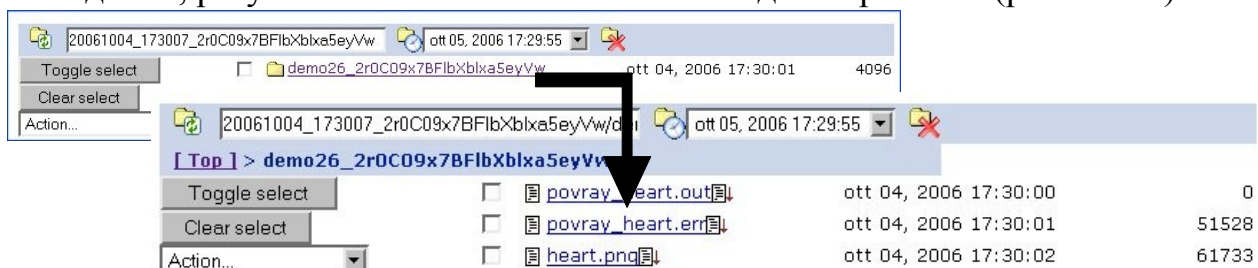 20061004_173007_2r0C09x7BFlbXblxa5eyVw ott 05, 2006 17:29:55
Toggle select demo26_2r0C09x7BFlbXblxa5eyVw ott 04, 2006 17:30:01 4096
Clear select
Action...
20061004_173007_2r0C09x7BFlbXblxa5eyVw/de ott 05, 2006 17:29:55
[ Top ] > demo26_2r0C09x7BFlbXblxa5eyVw
Toggle select povray_heart.out ott 04, 2006 17:30:00 0
Clear select povray_heart.err ott 04, 2006 17:30:01 51528
Action... heart.png ott 04, 2006 17:30:02 61733